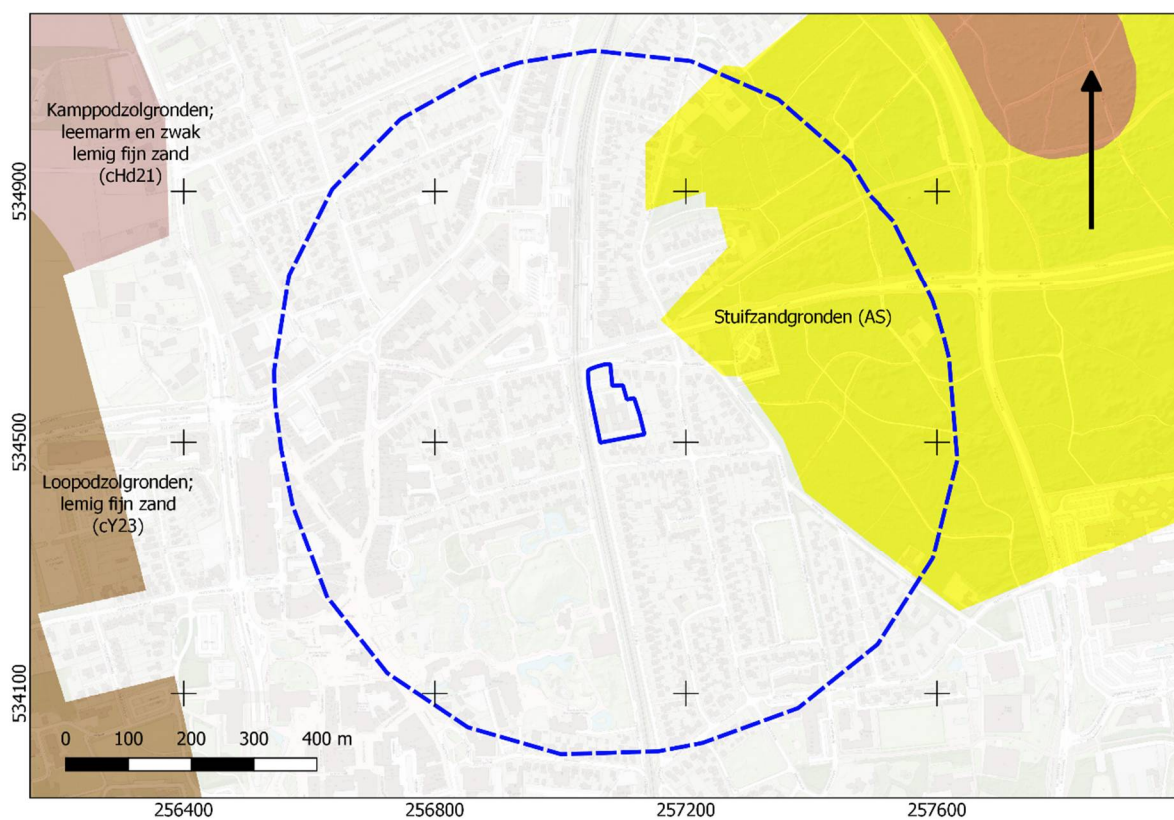 Kamppodzolgronden;
leemarm en zwak
lemig fijn zand
(cHd21)
534900
Stuifzandgronden (AS)
534500
Loopodzolgronden;
lemig fijn zand
(cY23)
534100
0 100 200 300 400 m
256400 256800 257200 257600